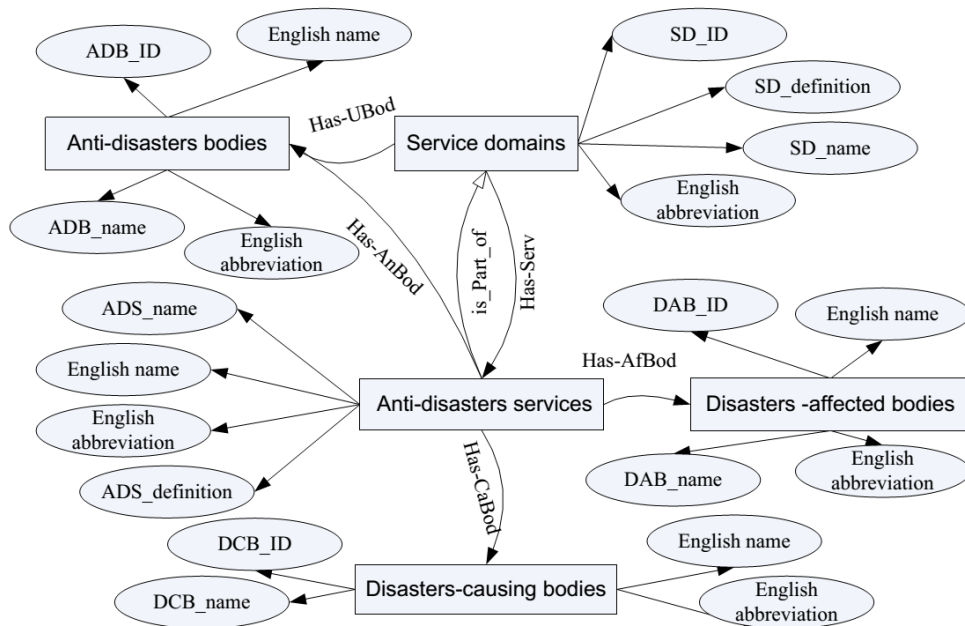 ADB_ID
English name
SD_ID
SD_definition
Has-UBod
Anti-disasters bodies
Service domains
SD_name
English
abbreviation
ADB_name
English
abbreviation
Has-AnBod
is_Part_of
Has-Serv
ADS_name
DAB_ID
English name
English name
Has-AfBod
Anti-disasters services
Disasters -affected bodies
English
abbreviation
ADS_definition
Has-CaBod
DAB_name
English
abbreviation
DCB_ID
English name
DCB_name
Disasters-causing bodies
English
abbreviation